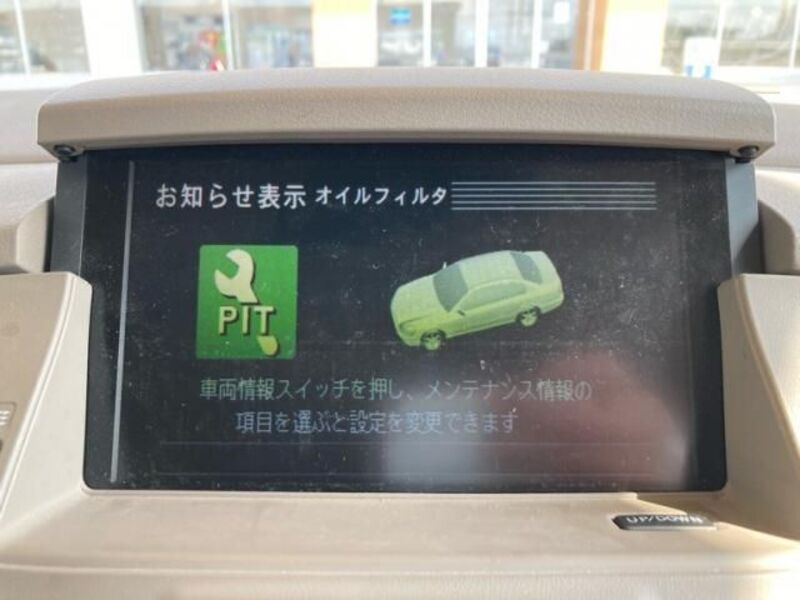 お知らせ表示 オイルフィルタ
PIT
車両情報スイッチを押し、メンテナンス情報の
項目を選ぶと設定を変更できます
UP/DOWN